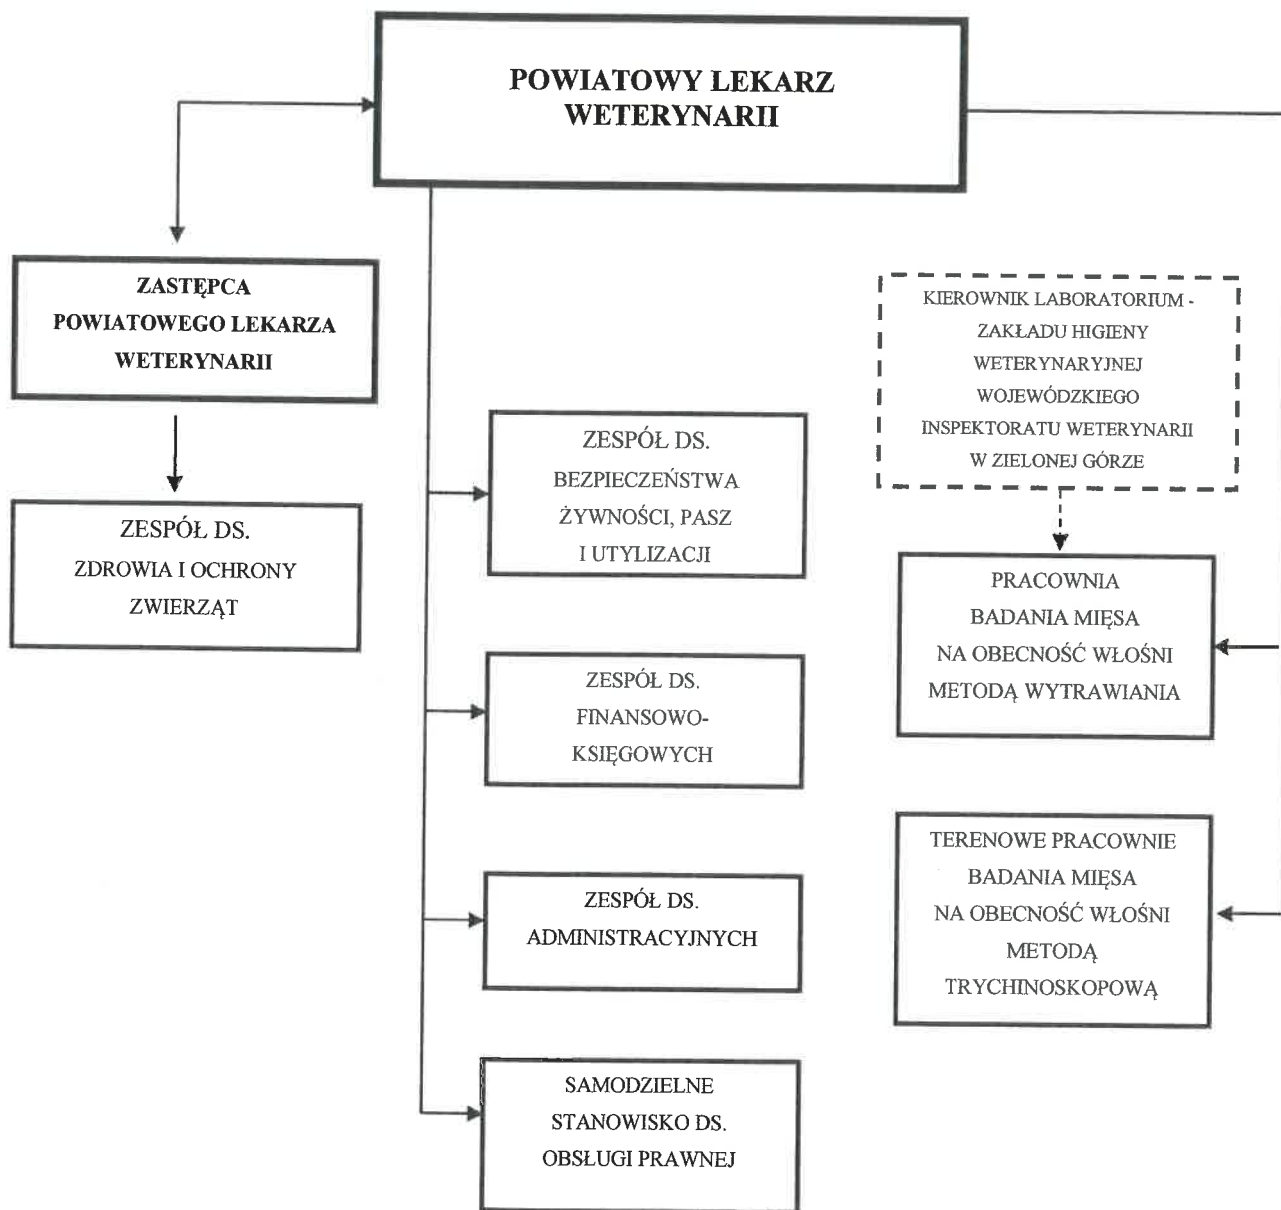 POWIATOWY LEKARZ
WETERYNARII
ZASTĘPCA
POWIATOWEGO LEKARZA
WETERYNARII
ZESPÓŁ DS.
ZDROWIA I OCHRONY
ZWIERZĄT
ZESPÓŁ DS.
BEZPIECZEŃSTWA
ŻYWNOŚCI, PASZ
I UTYLIZACJI
ZESPÓŁ DS.
FINANSOWO-
KSIĘGOWYCH
ZESPÓŁ DS.
ADMINISTRACYJNYCH
SAMODZIELNE
STANOWISKO DS.
OBSŁUGI PRAWNEJ
KIEROWNIK LABORATORIUM -
ZAKŁADU HIGIENY
WETERYNARYJNEJ
WOJEWÓDZKIEGO
INSPEKTORATU WETERYNARII
W ZIELONEJ GÓRZE
PRACOWNIA
BADANIA MIĘSA
NA OBECNOŚĆ WŁOŚNI
METODĄ WYTRAWIANIA
TERENOWE PRACOWNIE
BADANIA MIĘSA
NA OBECNOŚĆ WŁOŚNI
METODĄ
TRYCHINOSKOPOWĄ